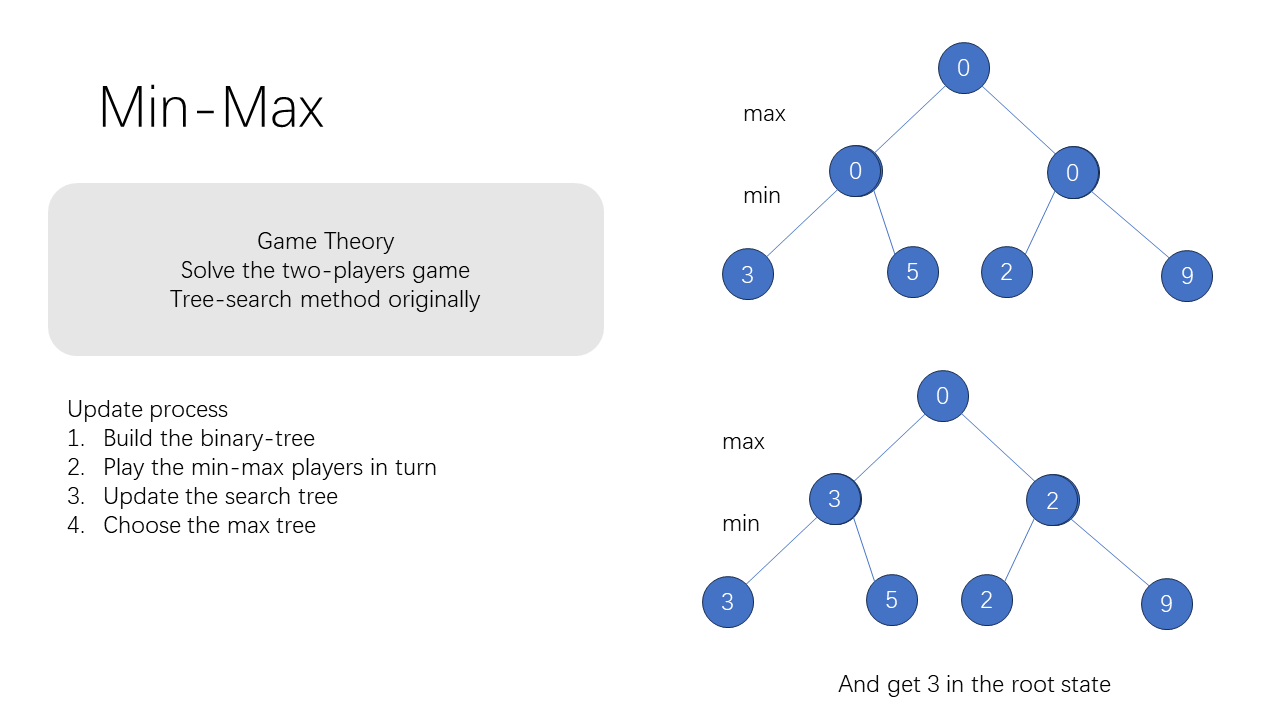 Min-Max
Game Theory
Solve the two-players game
Tree-search method originally
Update process
1. Build the binary-tree
2. Play the min-max players in turn
3. Update the search tree
4. Choose the max tree
0
max
0
0
min
3
5
2
9
0
max
3
2
min
3
5
2
9
And get 3 in the root state